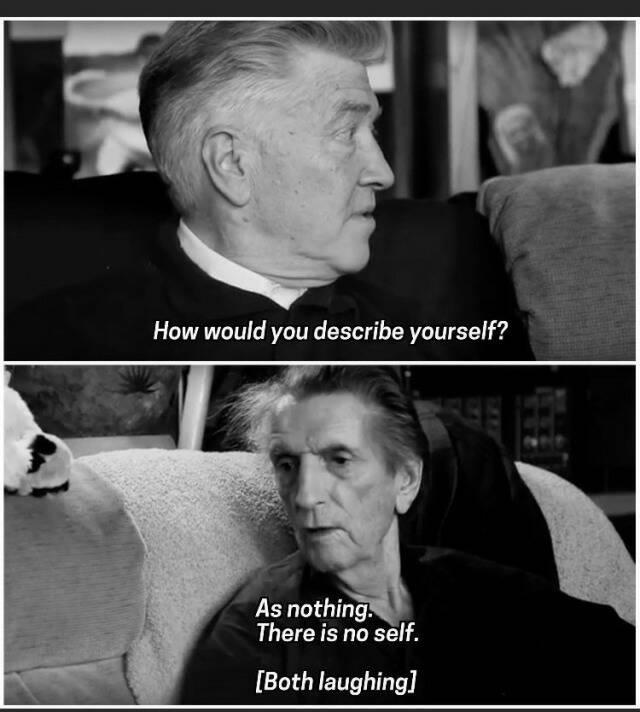 How would you describe yourself?
As nothing.
There is no self.
[Both laughing]